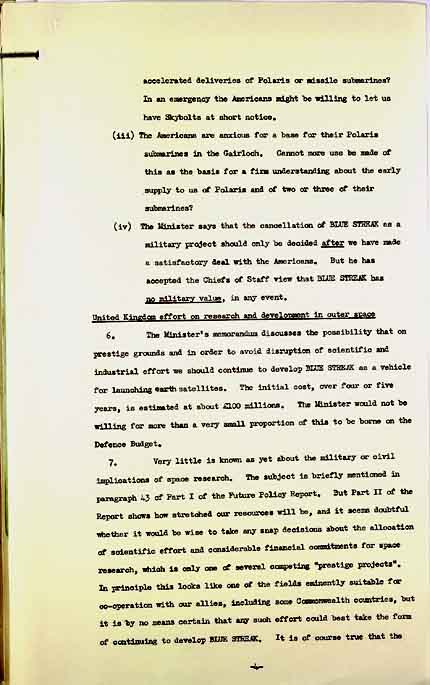 accelerated deliveries of Polaris or missile submarines?
In an emergency the Americans might be willing to let us
have Skybolts at short notice.
(iii) The Americans are anxious for a base for their Polaris
submarines in the Gairloch. Cannot more use be made of
this as the basis for a firm understanding about the early
supply to us of Polaris and of two or three of their
submarines?
(iv) The Minister says that the cancellation of BLUE STREAK as a
military project should only be decided after we have made
a satisfactory deal with the Americans. But he has
accepted the Chiefs of Staff view that BLUE STREAK has
no military value, in any event.
United Kingdom effort on research and development in outer space
6. The Minister's memorandum discusses the possibility that on
prestige grounds and in order to avoid disruption of scientific and
industrial effort we should continue to develop BLUE STREAK as a vehicle
for launching earth satellites. The initial cost, over four or five
years, is estimated at about £100 millions. The Minister would not be
willing for more than a very small proportion of this to be borne on the
Defence Budget.
7. Very little is known as yet about the military or civil
implications of space research. The subject is briefly mentioned in
paragraph 43 of Part I of the Future Policy Report. But Part II of the
Report shows how stretched our resources will be, and it seems doubtful
whether it would be wise to take any snap decisions about the allocation
of scientific effort and considerable financial commitments for space
research, which is only one of several competing "prestige projects".
In principle this looks like one of the fields eminently suitable for
co-operation with our allies, including some Commonwealth countries, but
it is by no means certain that any such effort could best take the form
of continuing to develop BLUE STREAK. It is of course true that the